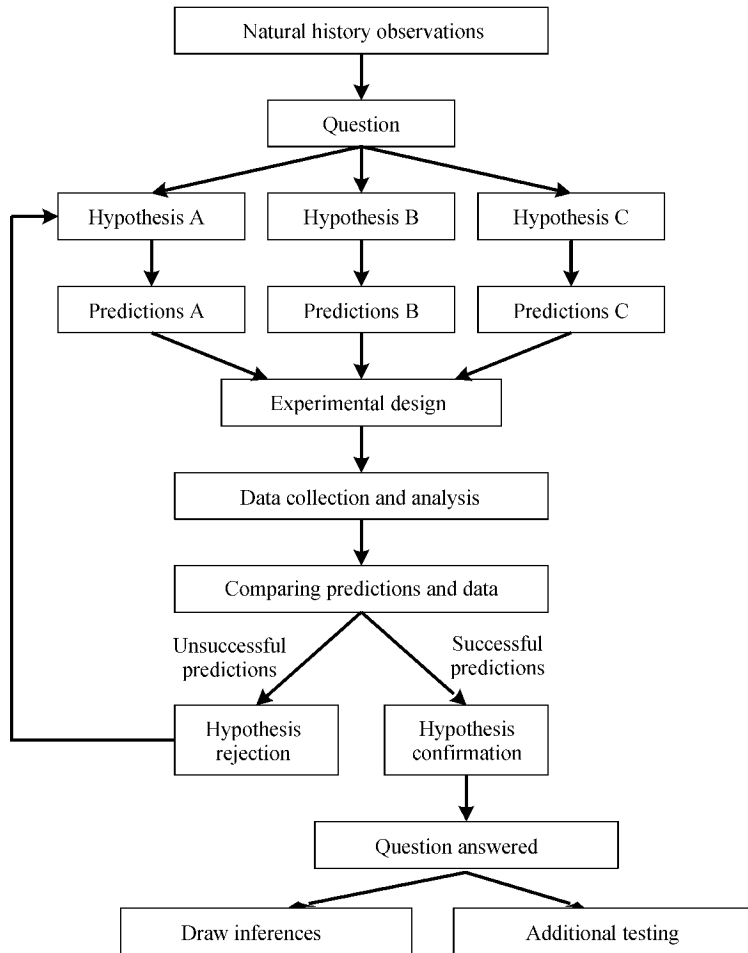 Natural history observations
Question
Hypothesis A
Hypothesis B
Hypothesis C
Predictions A
Predictions B
Predictions C
Experimental design
Data collection and analysis
Comparing predictions and data
Unsuccessful
predictions
Successful
predictions
Hypothesis
rejection
Hypothesis
confirmation
Question answered
Draw inferences
Additional testing